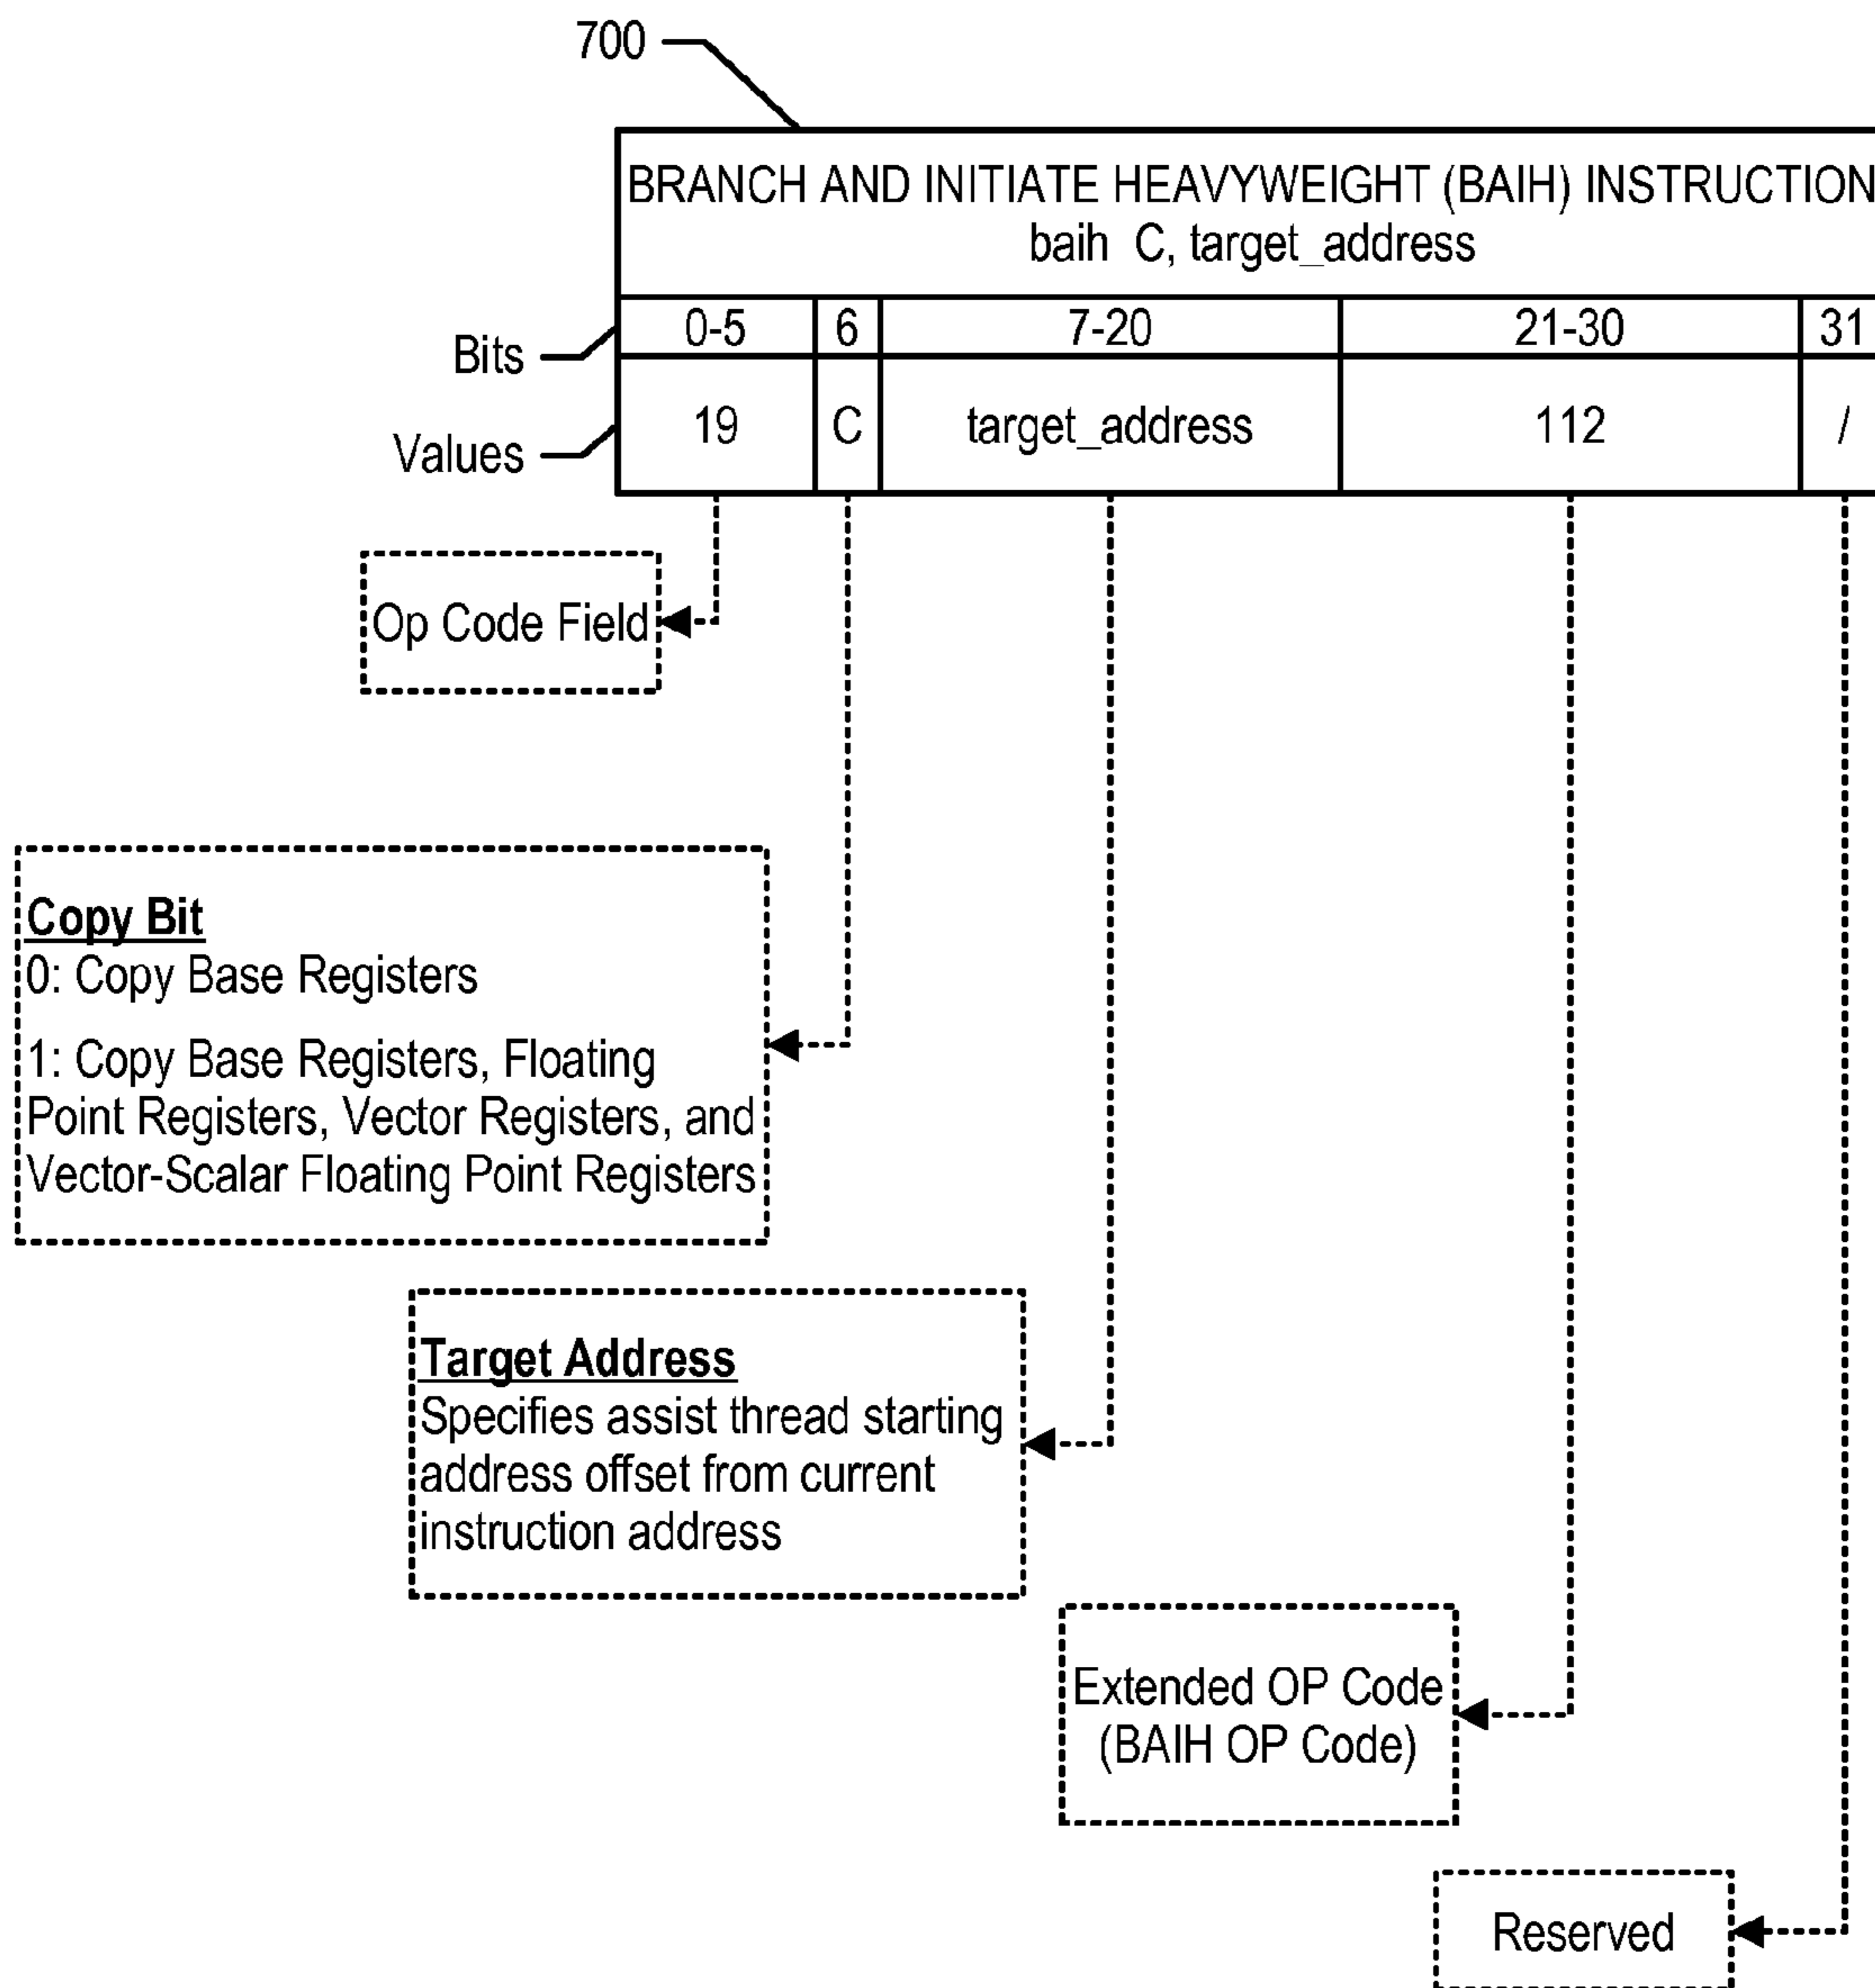 700
BRANCH AND INITIATE HEAVYWEIGHT (BAIH) INSTRUCTION
baih C, target_address
Bits 0-5 6 7-20 21-30 31
Values 19 C target_address 112 /
Op Code Field
Copy Bit
0: Copy Base Registers
1: Copy Base Registers, Floating
Point Registers, Vector Registers, and
Vector-Scalar Floating Point Registers
Target Address
Specifies assist thread starting
address offset from current
instruction address
Extended OP Code
(BAIH OP Code)
Reserved